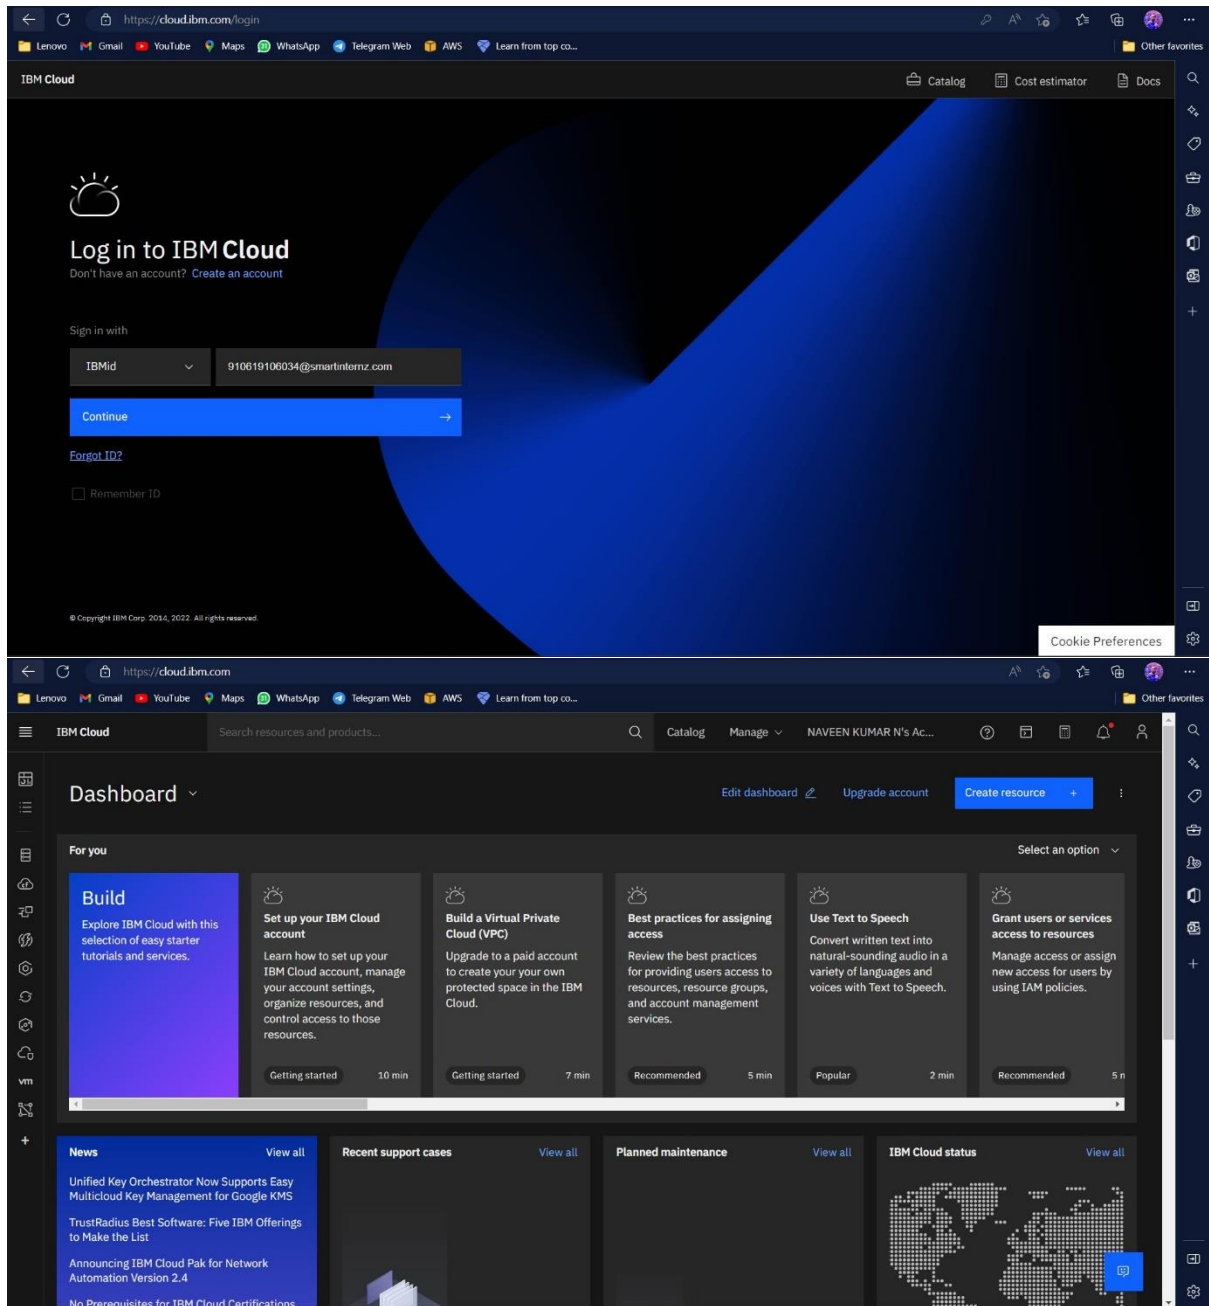 https://cloud.ibm.com/login
Lenovo Gmail YouTube Maps WhatsApp Telegram Web AWS Learn from top co... Other favorites
IBM Cloud Catalog Cost estimator Docs
Log in to IBM Cloud
Don't have an account? Create an account
Sign in with
IBMid 910619106034@smartinternz.com
Continue
Forgot ID?
Remember ID
© Copyright IBM Corp. 2014, 2022. All rights reserved.
Cookie Preferences
https://cloud.ibm.com
Lenovo Gmail YouTube Maps WhatsApp Telegram Web AWS Learn from top co... Other favorites
IBM Cloud Search resources and products... Catalog Manage NAVEEN KUMAR N's Ac...
Dashboard Edit dashboard Upgrade account Create resource +
For you Select an option
Build
Explore IBM Cloud with this
selection of easy starter
tutorials and services.
Set up your IBM Cloud
account
Learn how to set up your
IBM Cloud account, manage
your account settings,
organize resources, and
control access to those
resources.
Getting started 10 min
Build a Virtual Private
Cloud (VPC)
Upgrade to a paid account
to create your your own
protected space in the IBM
Cloud.
Getting started 7 min
Best practices for assigning
access
Review the best practices
for providing users access to
resources, resource groups,
and account management
services.
Recommended 5 min
Use Text to Speech
Convert written text into
natural-sounding audio in a
variety of languages and
voices with Text to Speech.
Popular 2 min
Grant users or services
access to resources
Manage access or assign
new access for users by
using IAM policies.
Recommended 5
vm
News View all
Unified Key Orchestrator Now Supports Easy
Multicloud Key Management for Google KMS
TrustRadius Best Software: Five IBM Offerings
to Make the List
Announcing IBM Cloud Pak for Network
Automation Version 2.4
No Prerequisites for IBM Cloud Certifications
Recent support cases View all
Planned maintenance View all
IBM Cloud status View all